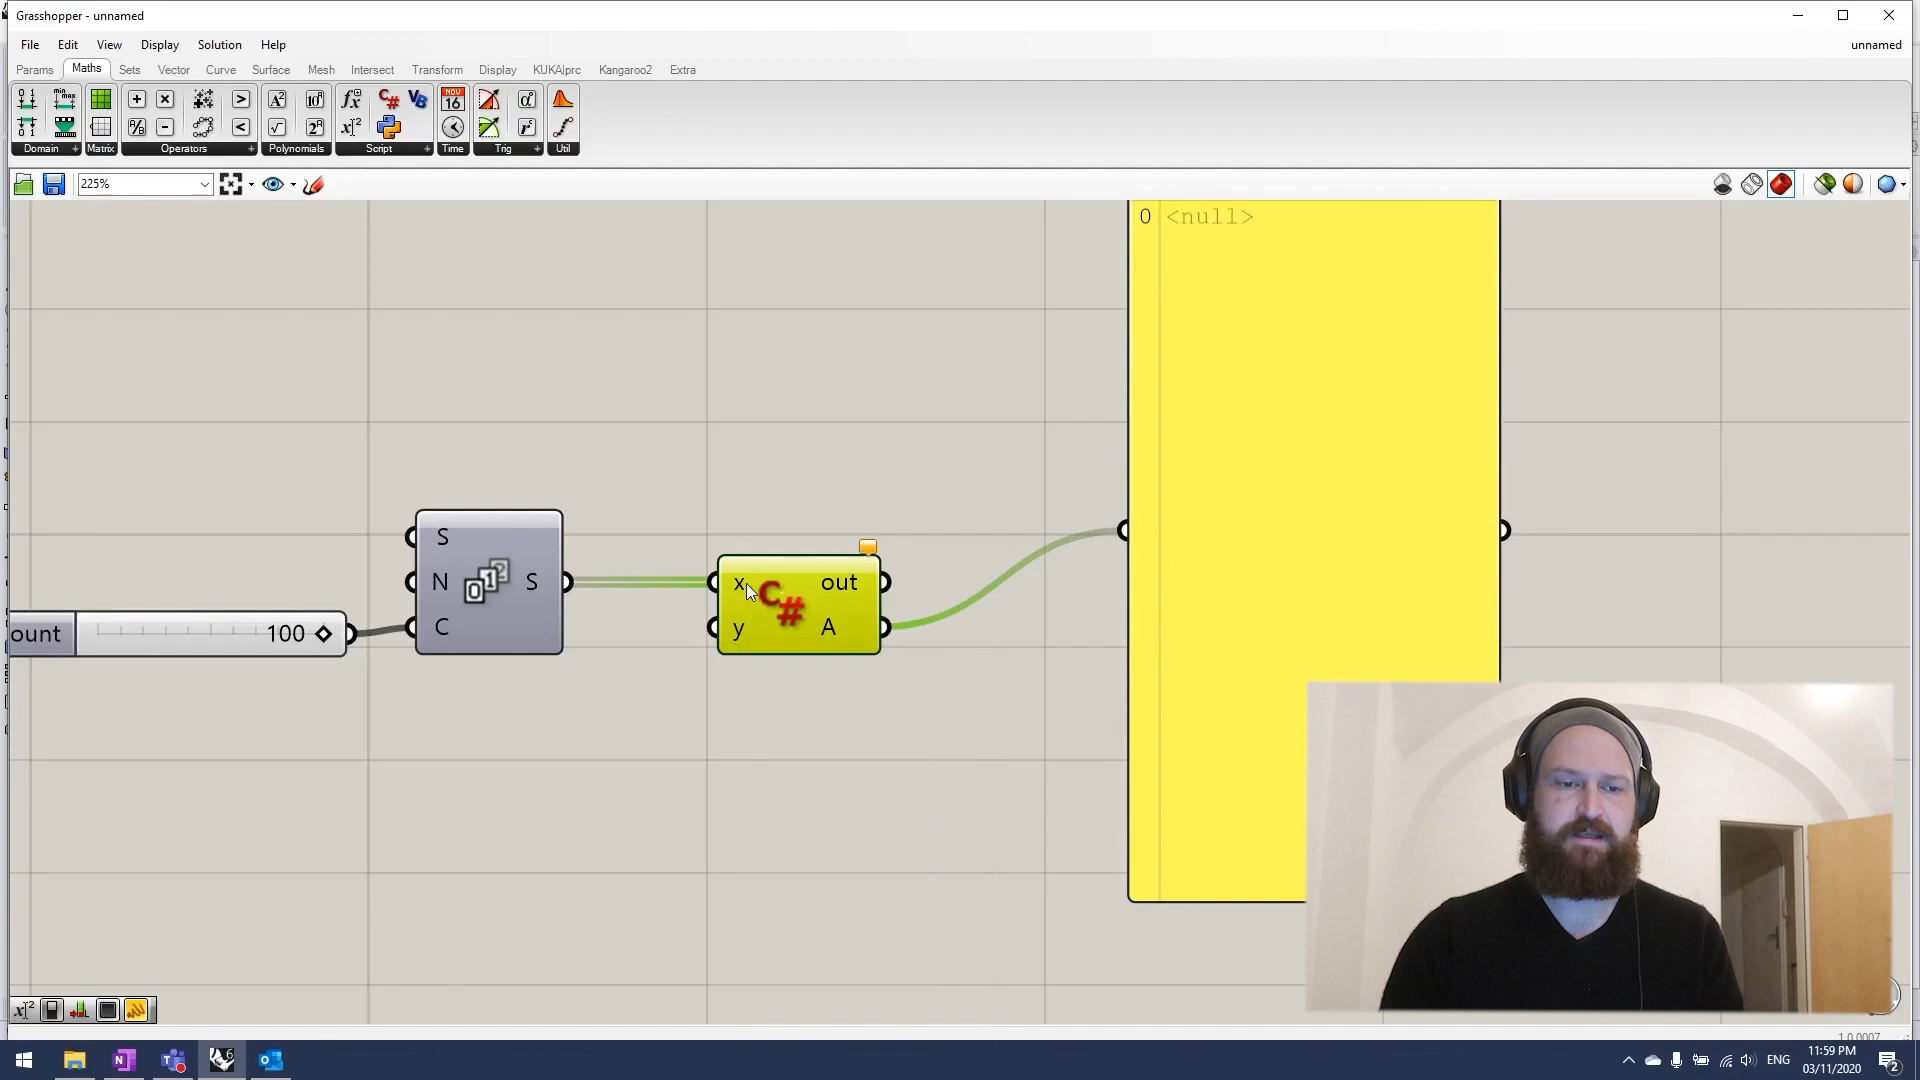 Grasshopper - unnamed
File Edit View Display Solution Help
unnamed
Params Maths Sets Vector Curve Surface Mesh Intersect Transform Display KUKA|prc Kangaroo2 Extra
Domain Matrix Operators Polynomials Script Time Trig Util
225%
0 <null>
S
N S
C
ount 100
x out
y A
C#
11:59 PM
ENG
03/11/2020
2